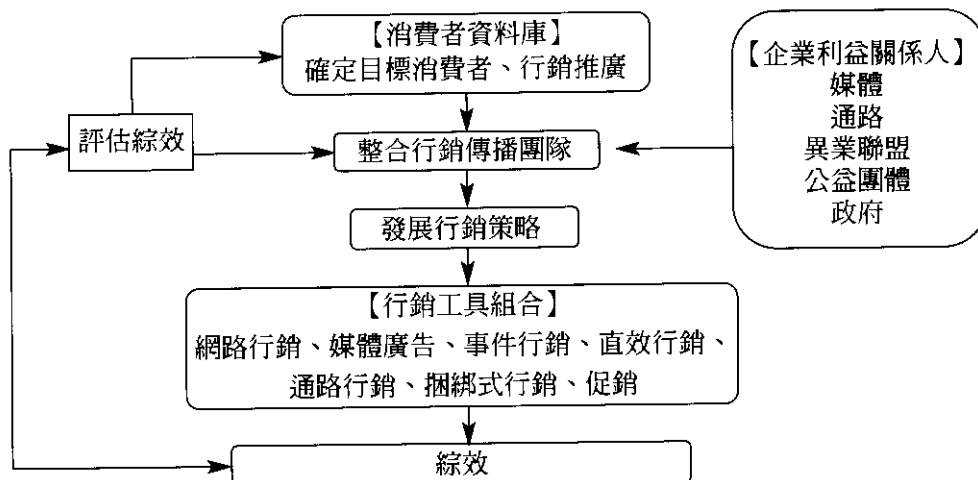 【消費者資料庫】
確定目標消費者、行銷推廣
評估綜效
整合行銷傳播團隊
發展行銷策略
【行銷工具組合】
網路行銷、媒體廣告、事件行銷、直效行銷、
通路行銷、捆綁式行銷、促銷
綜效
【企業利益關係人】
媒體
通路
異業聯盟
公益團體
政府